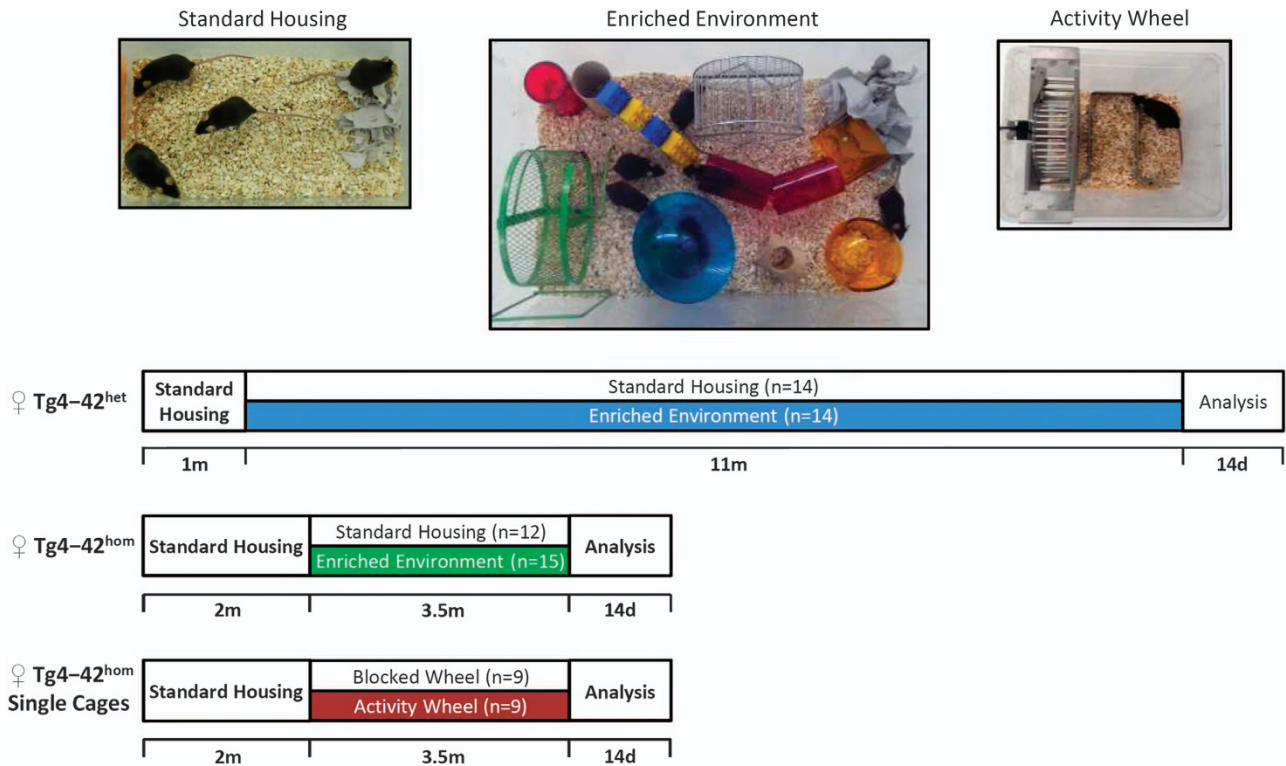 Standard Housing
Enriched Environment
Activity Wheel
♀ Tg4–42het
Standard
Housing
Standard Housing (n=14)
Enriched Environment (n=14)
Analysis
1m
11m
14d
♀ Tg4–42hom
Standard Housing
Standard Housing (n=12)
Enriched Environment (n=15)
Analysis
2m
3.5m
14d
♀ Tg4–42hom
Single Cages
Standard Housing
Blocked Wheel (n=9)
Activity Wheel (n=9)
Analysis
2m
3.5m
14d